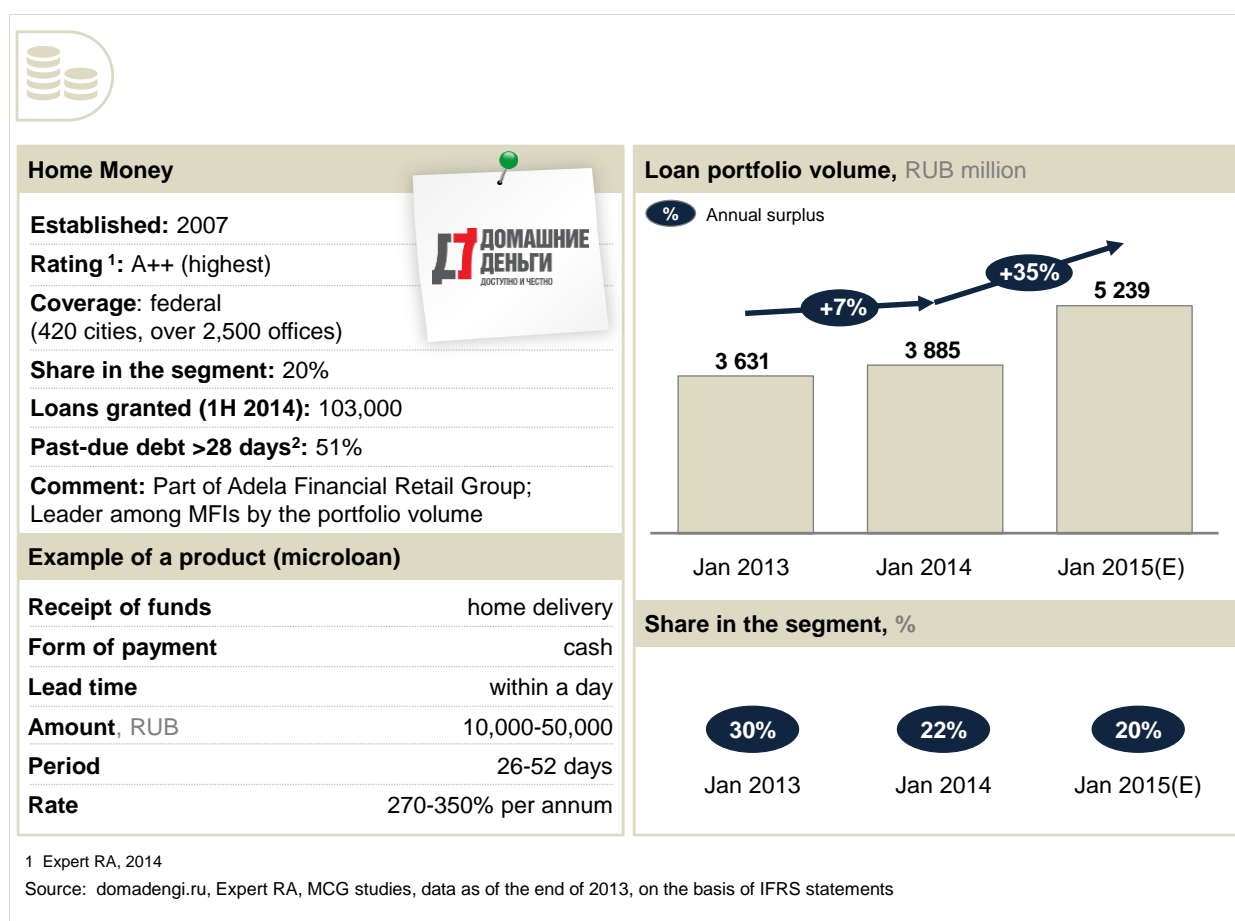 Home Money
ДОМАШНИЕ
ДЕНЬГИ
ДОСТУПНО И ЧЕСТНО
Established: 2007
Rating ¹: A++ (highest)
Coverage: federal
(420 cities, over 2,500 offices)
Share in the segment: 20%
Loans granted (1H 2014): 103,000
Past-due debt >28 days²: 51%
Comment: Part of Adela Financial Retail Group;
Leader among MFIs by the portfolio volume
Example of a product (microloan)
Receipt of funds home delivery
Form of payment cash
Lead time within a day
Amount, RUB 10,000-50,000
Period 26-52 days
Rate 270-350% per annum
Loan portfolio volume, RUB million
% Annual surplus
+7% +35%
3 631 3 885 5 239
Jan 2013 Jan 2014 Jan 2015(E)
Share in the segment, %
30% 22% 20%
Jan 2013 Jan 2014 Jan 2015(E)
1 Expert RA, 2014
Source: domadengi.ru, Expert RA, MCG studies, data as of the end of 2013, on the basis of IFRS statements